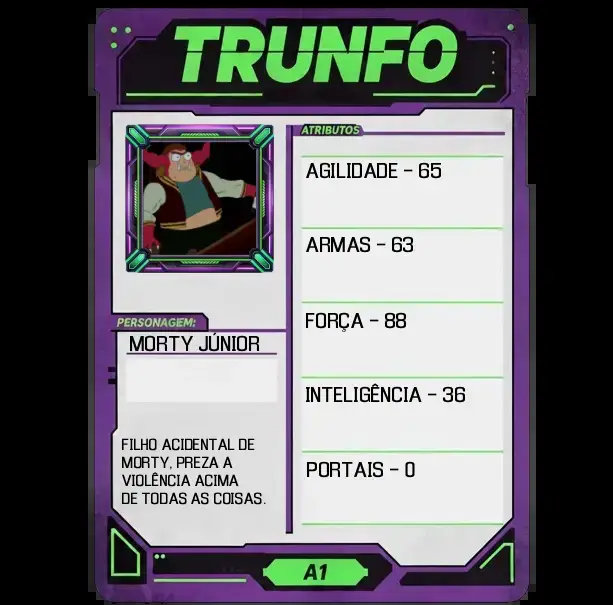 TRUNFO
ATRIBUTOS
AGILIDADE - 65
ARMAS - 63
FORÇA - 88
INTELIGÊNCIA - 36
PORTAIS - 0
PERSONAGEM:
MORTY JÚNIOR
FILHO ACIDENTAL DE
MORTY, PREZA A
VIOLÊNCIA ACIMA
DE TODAS AS COISAS.
A1